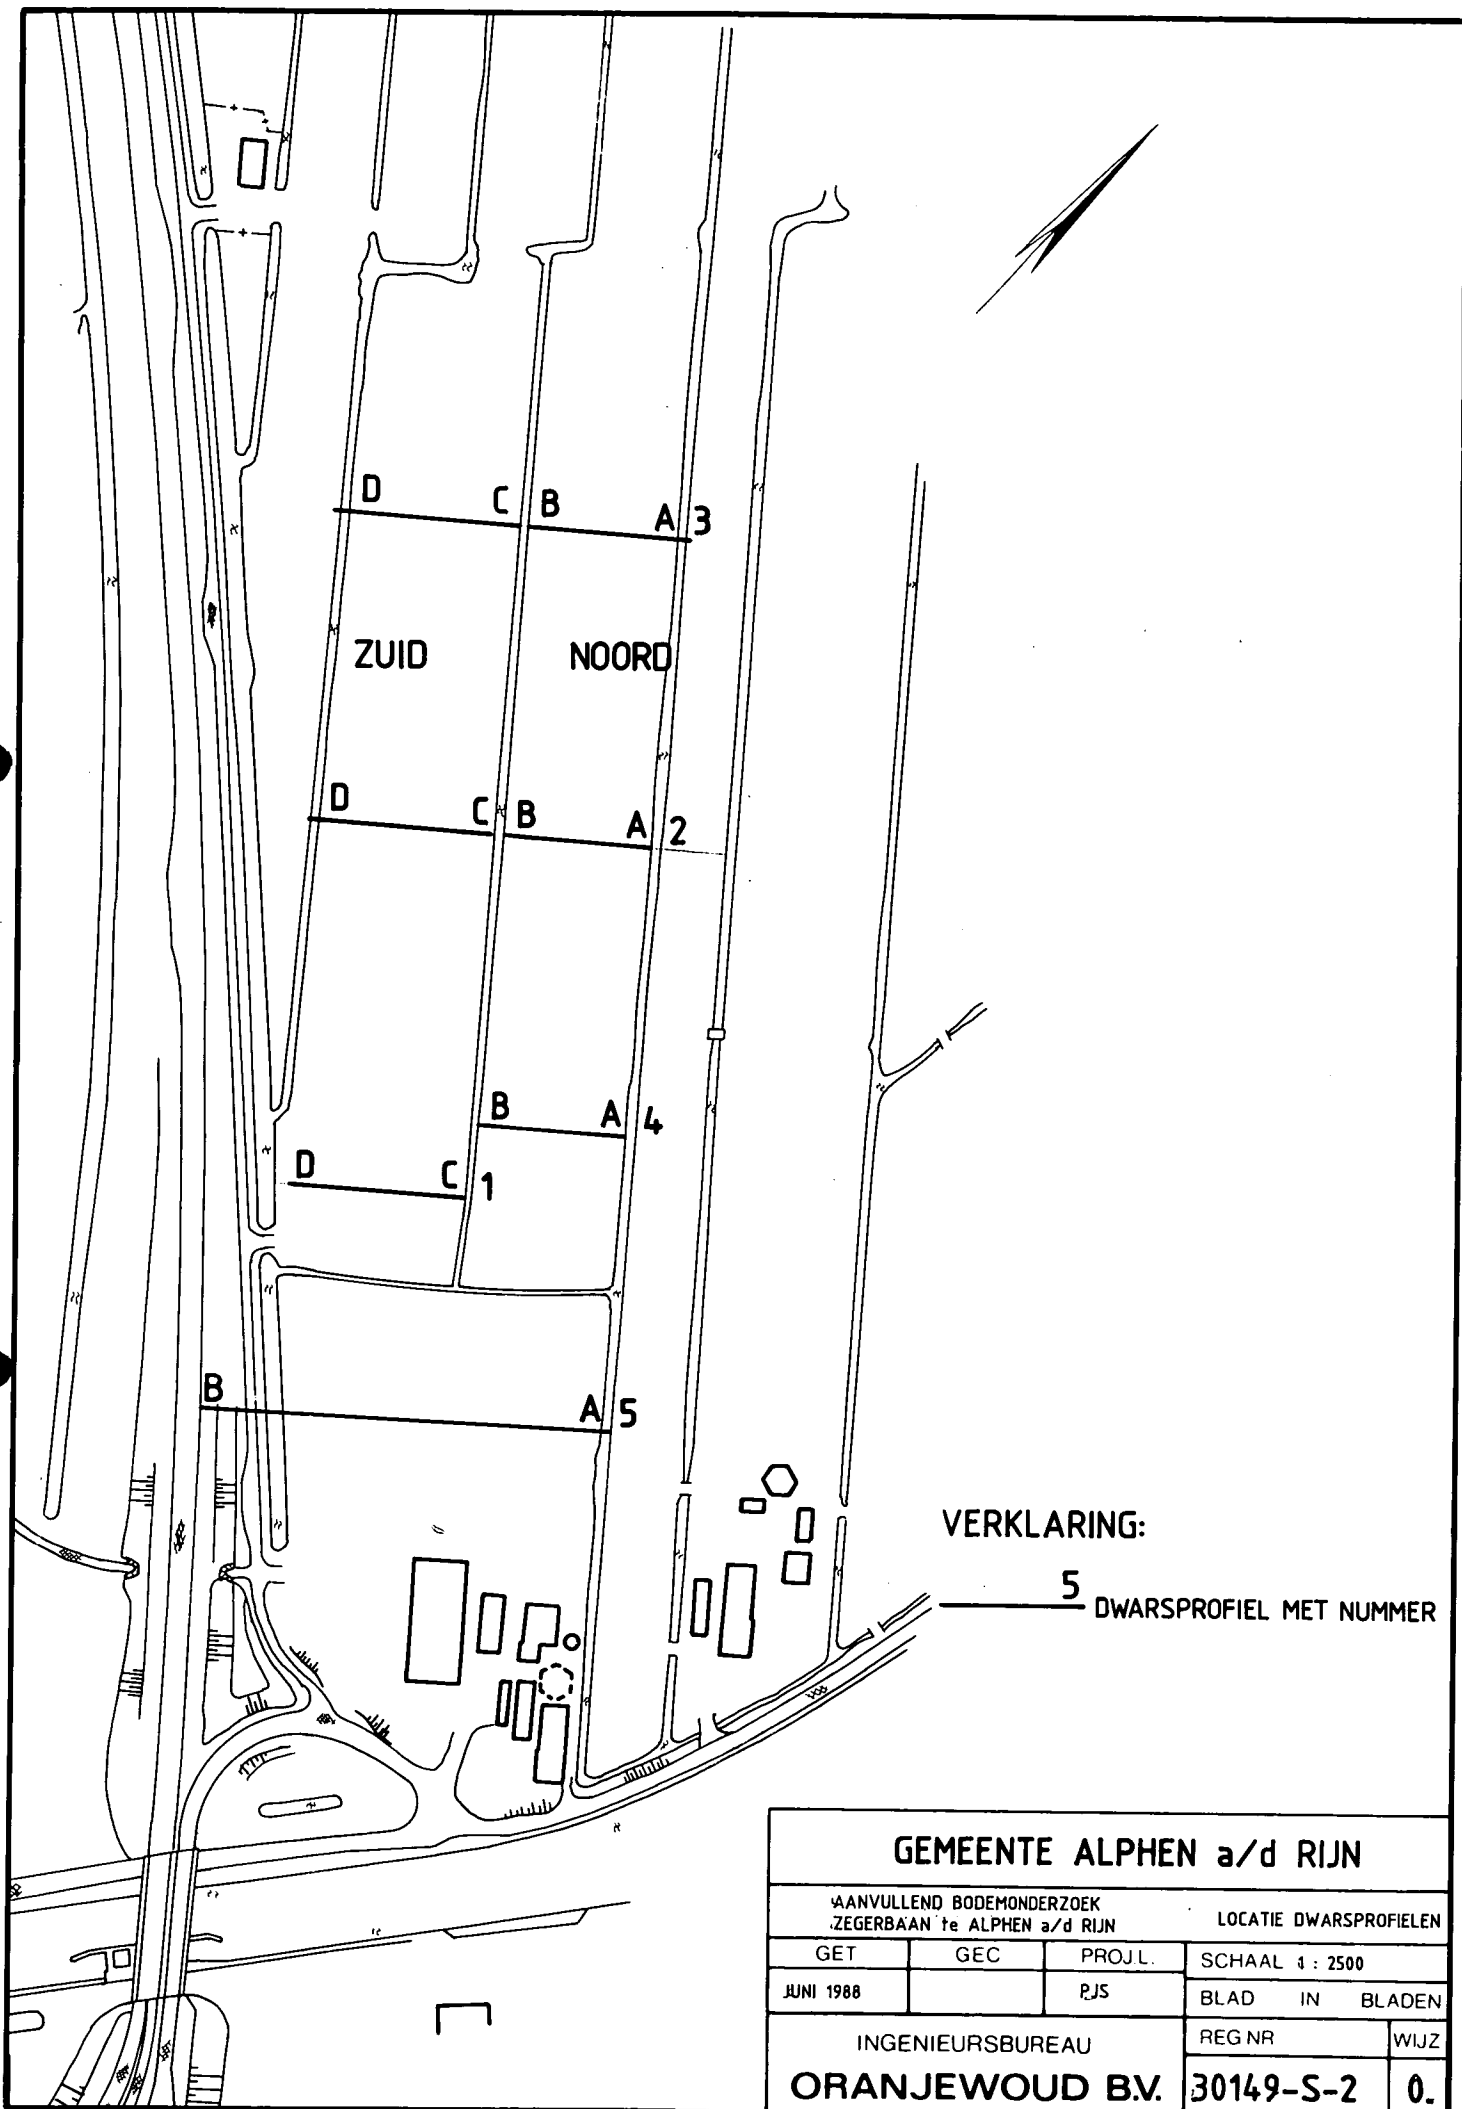 D C B A 3
ZUID NOORD
D C B A 2
B A 4
D C 1
B A 5
VERKLARING:
5 DWARSPROFIEL MET NUMMER
GEMEENTE ALPHEN a/d RIJN
AANVULLEND BODEMONDERZOEK
ZEGERBAAN te ALPHEN a/d RIJN
LOCATIE DWARSPROFIELEN
GET GEC PROJ.L. SCHAAL 1 : 2500
JUNI 1988 PJS BLAD IN BLADEN
INGENIEURSBUREAU REG NR WIJZ
ORANJEWOUD B.V. 30149-S-2 0.